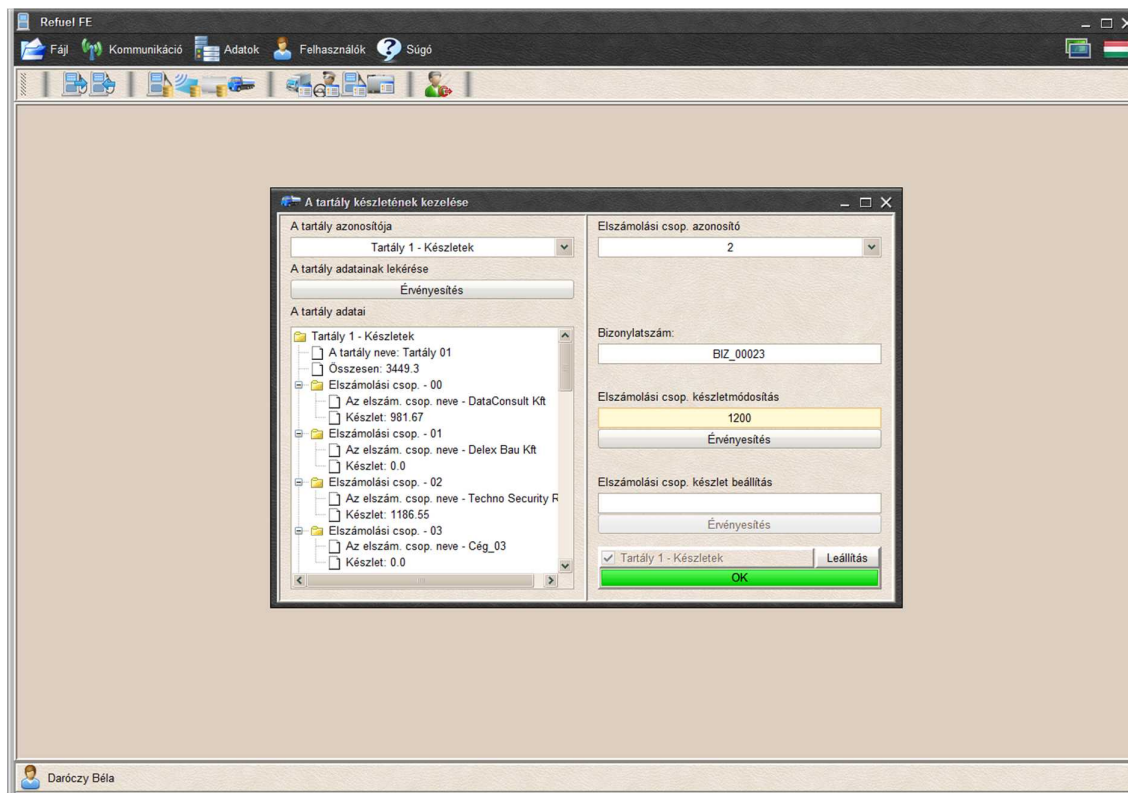 Refuel FE
Fájl Kommunikáció Adatok Felhasználók Súgó
A tartály készletének kezelése
A tartály azonosítója
Tartály 1 - Készletek
A tartály adatainak lekérése
Érvényesítés
A tartály adatai
Tartály 1 - Készletek
A tartály neve: Tartály 01
Összesen: 3449.3
Elszámolási csop. - 00
Az elszám. csop. neve - DataConsult Kft
Készlet: 981.67
Elszámolási csop. - 01
Az elszám. csop. neve - Delex Bau Kft
Készlet: 0.0
Elszámolási csop. - 02
Az elszám. csop. neve - Techno Security R
Készlet: 1186.55
Elszámolási csop. - 03
Az elszám. csop. neve - Cég_03
Készlet: 0.0
Elszámolási csop. azonosító
2
Bizonylatszám:
BIZ_00023
Elszámolási csop. készletmódosítás
1200
Érvényesítés
Elszámolási csop. készlet beállítás
Érvényesítés
Tartály 1 - Készletek Leállítás
OK
Daróczy Béla